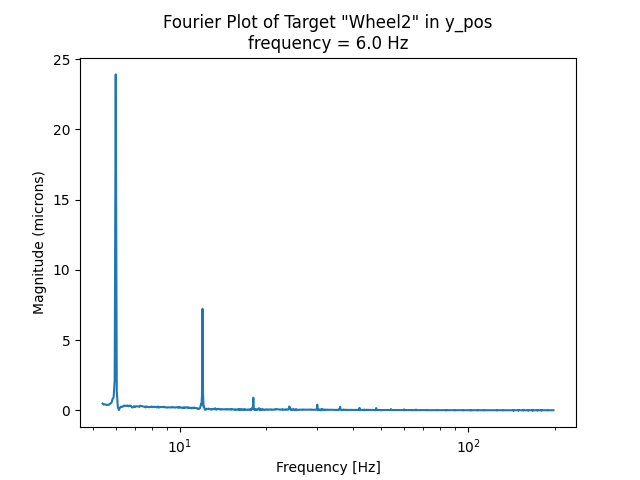 Fourier Plot of Target "Wheel2" in y_pos
frequency = 6.0 Hz
25
20
15
10
5
0
Magnitude (microns)
10¹
10²
Frequency [Hz]